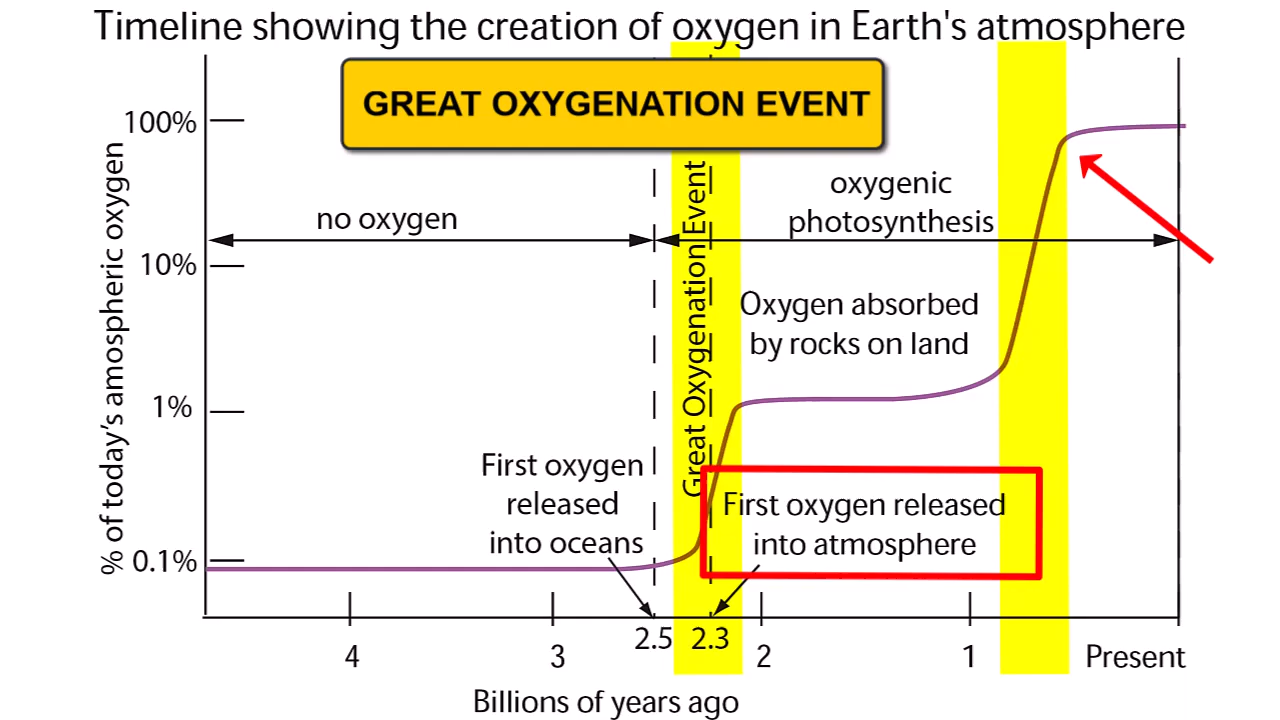 Timeline showing the creation of oxygen in Earth's atmosphere
GREAT OXYGENATION EVENT
% of today's amospheric oxygen
100%
10%
1%
0.1%
no oxygen
oxygenic
photosynthesis
Great Oxygenation Event
Oxygen absorbed
by rocks on land
First oxygen
released
into oceans
First oxygen released
into atmosphere
2.5
2.3
4
3
2
1
Present
Billions of years ago